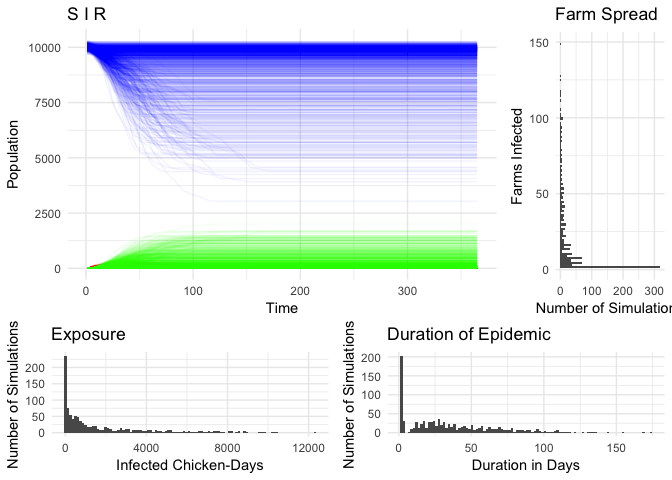 S I R
Population
10000
7500
5000
2500
0
0 100 200 300
Time
Farm Spread
Farms Infected
150
100
50
0
0 100 200 300
Number of Simulation
Exposure
Number of Simulations
200
150
100
50
0
0 4000 8000 12000
Infected Chicken-Days
Duration of Epidemic
Number of Simulations
200
150
100
50
0
0 50 100 150
Duration in Days